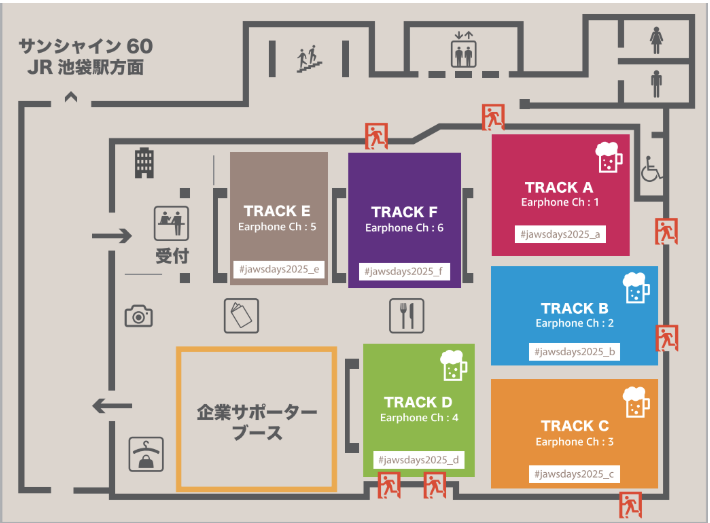 サンシャイン 60
JR 池袋駅方面
受付
TRACK E
Earphone Ch : 5
#jawsdays2025_e
TRACK F
Earphone Ch : 6
#jawsdays2025_f
TRACK A
Earphone Ch : 1
#jawsdays2025_a
TRACK B
Earphone Ch : 2
#jawsdays2025_b
企業サポーター
ブース
TRACK D
Earphone Ch : 4
#jawsdays2025_d
TRACK C
Earphone Ch : 3
#jawsdays2025_c